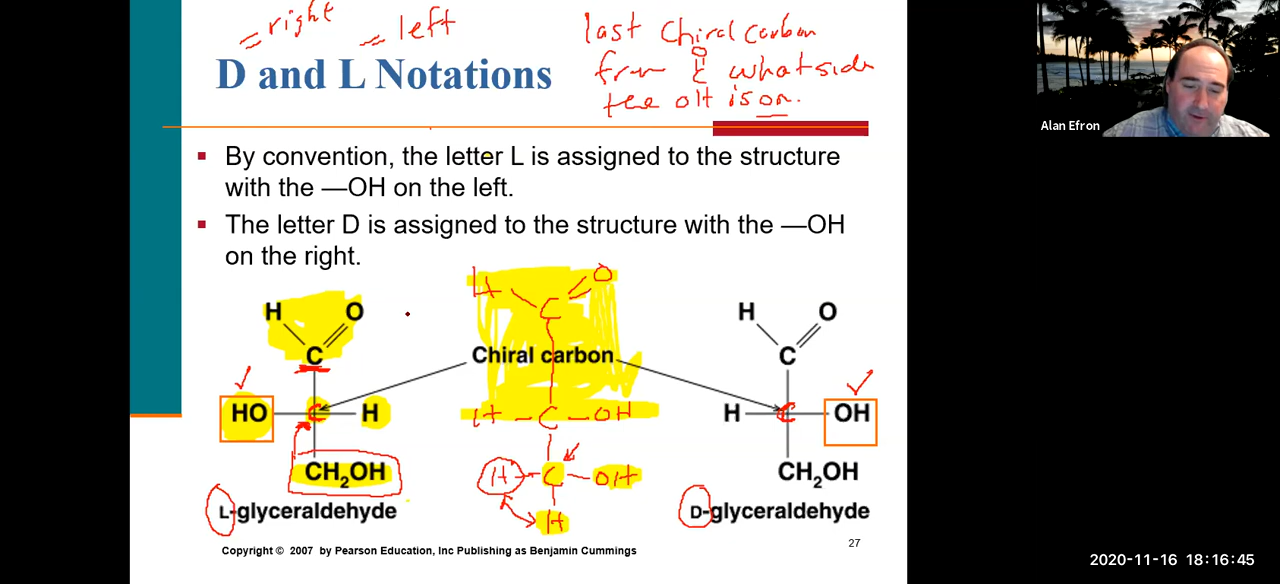 = right
= left
last Chiral carbon
from C what side
the OH is on.
D and L Notations
Alan Efron
▪ By convention, the letter L is assigned to the structure
with the —OH on the left.
▪ The letter D is assigned to the structure with the —OH
on the right.
H O
C
HO C H
CH₂OH
L-glyceraldehyde
H O
C
Chiral carbon
H - C - OH
H - C - OH
H
H O
C
H C OH
CH₂OH
D-glyceraldehyde
27
Copyright © 2007 by Pearson Education, Inc Publishing as Benjamin Cummings
2020-11-16 18:16:45